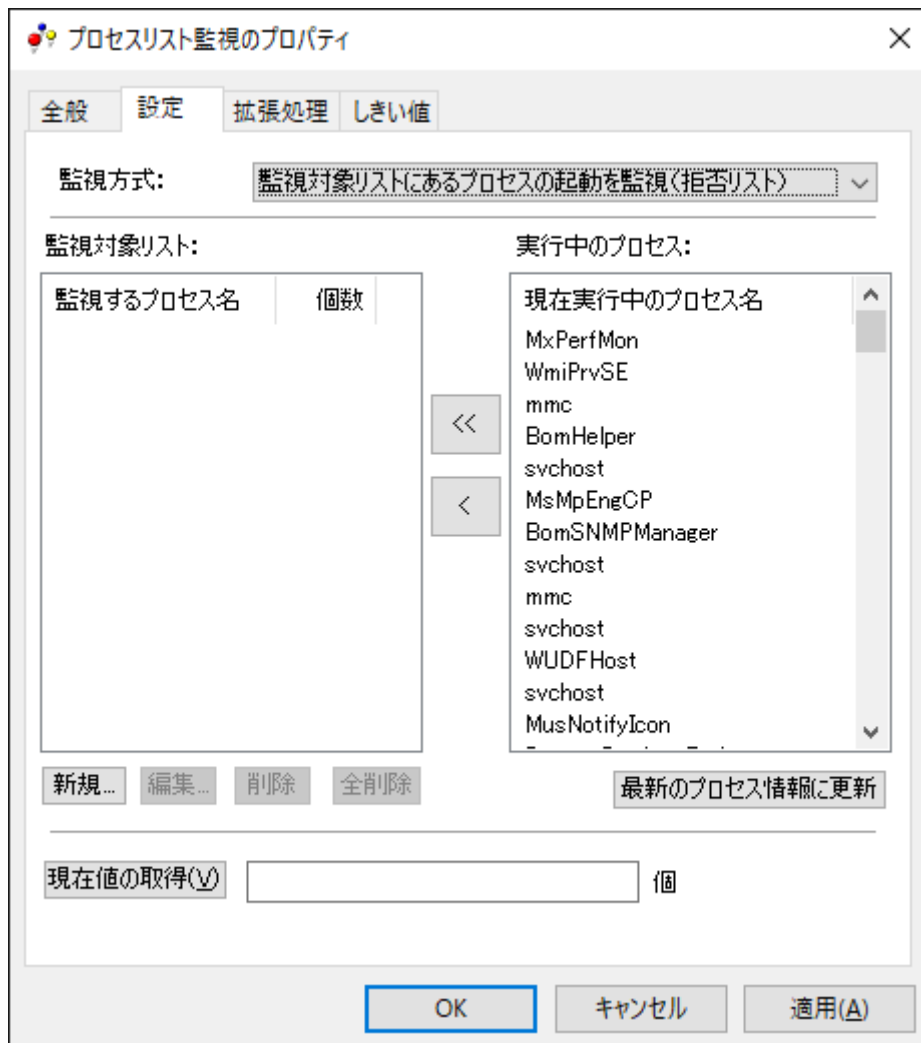 プロセスリスト監視のプロパティ
全般 設定 拡張処理 しきい値
監視方式: 監視対象リストにあるプロセスの起動を監視(拒否リスト)
監視対象リスト:
監視するプロセス名 個数
<<
<
実行中のプロセス:
現在実行中のプロセス名
MxPerfMon
WmiPrvSE
mmc
BomHelper
svchost
MsMpEngCP
BomSNMPManager
svchost
mmc
svchost
WUDFHost
svchost
MusNotifyIcon
新規... 編集... 削除 全削除
最新のプロセス情報に更新
現在値の取得(V) 個
OK キャンセル 適用(A)